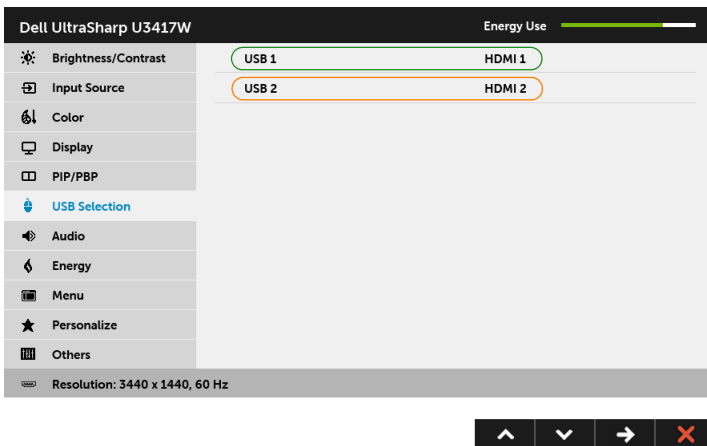 Dell UltraSharp U3417W Energy Use
Brightness/Contrast USB 1 HDMI 1
Input Source USB 2 HDMI 2
Color
Display
PIP/PBP
USB Selection
Audio
Energy
Menu
Personalize
Others
Resolution: 3440 x 1440, 60 Hz